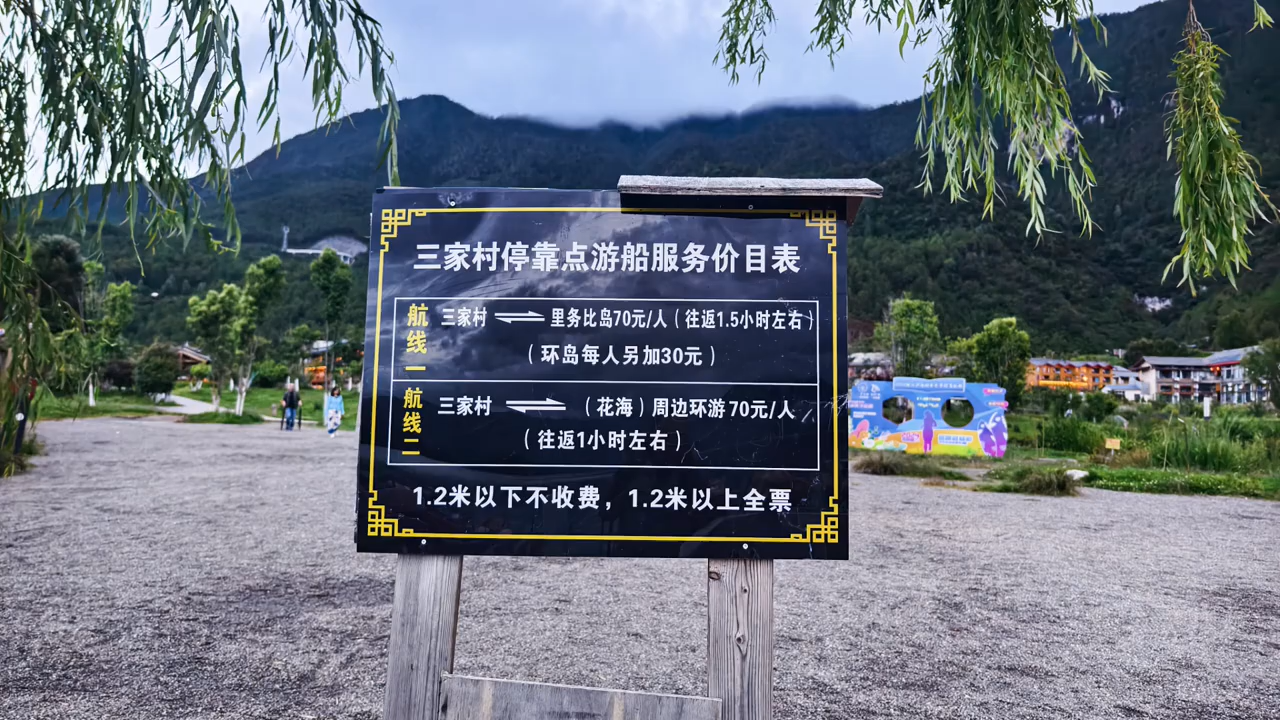 三家村停靠点游船服务价目表
航线一
三家村 ⇌ 里务比岛70元/人（往返1.5小时左右）
（环岛每人另加30元）
航线二
三家村 ⇌ （花海）周边环游70元/人
（往返1小时左右）
1.2米以下不收费，1.2米以上全票